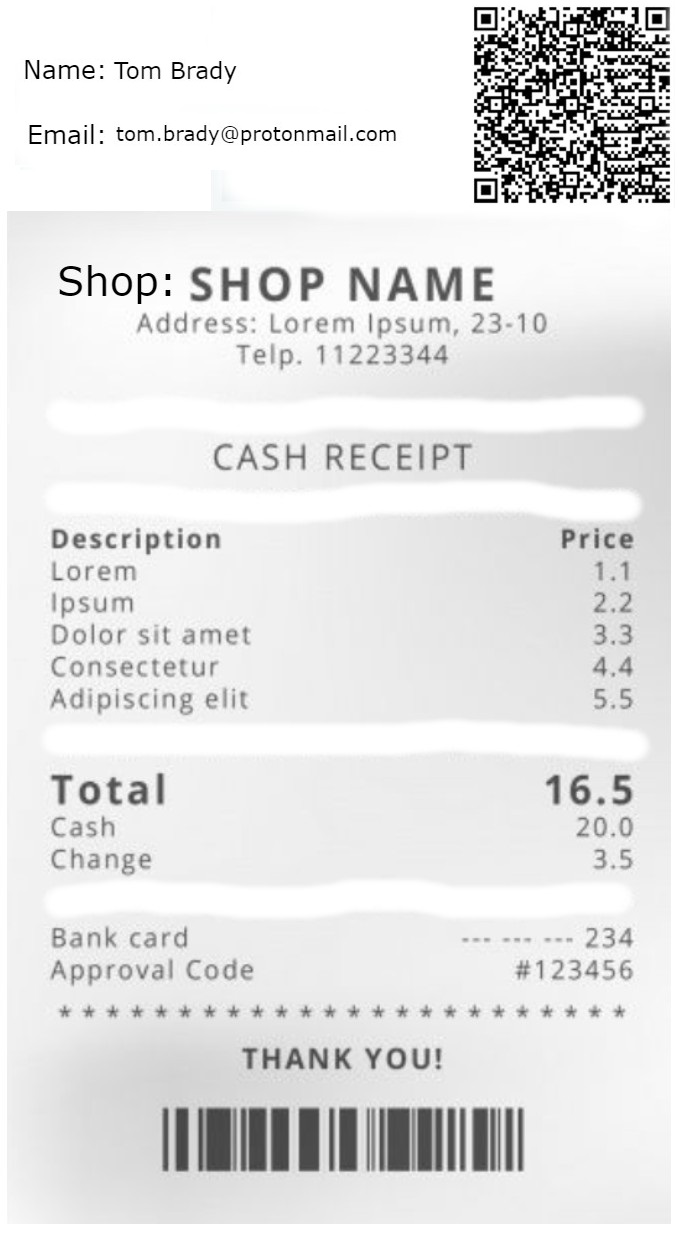 Name: Tom Brady
Email: tom.brady@protonmail.com
Shop: SHOP NAME
Address: Lorem Ipsum, 23-10
Telp. 11223344
CASH RECEIPT
Description Price
Lorem 1.1
Ipsum 2.2
Dolor sit amet 3.3
Consectetur 4.4
Adipiscing elit 5.5
Total 16.5
Cash 20.0
Change 3.5
Bank card --- --- --- 234
Approval Code #123456
* * * * * * * * * * * * * * * * * * * * * * * *
THANK YOU!